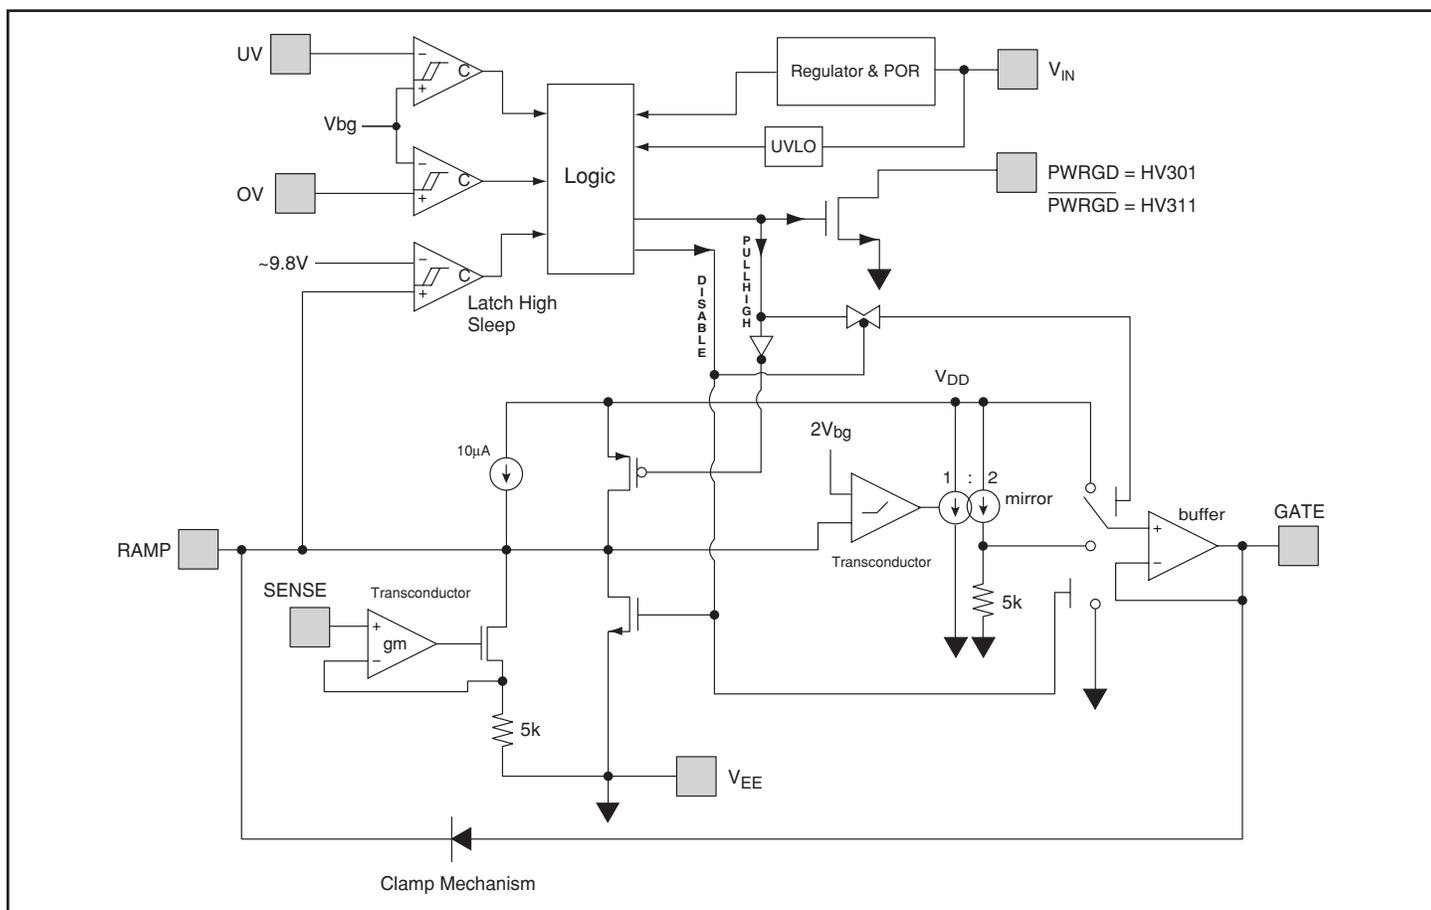 UV
−
+
C
Regulator & POR
VIN
Vbg
UVLO
−
+
C
OV
Logic
PWRGD = HV301
PWRGD = HV311
~9.8V
−
+
C
Latch High
Sleep
DISABLE
PULLHIGH
VDD
10µA
2Vbg
1 : 2
mirror
buffer
GATE
+
−
RAMP
Transconductor
SENSE
Transconductor
+
gm
−
5k
5k
VEE
Clamp Mechanism